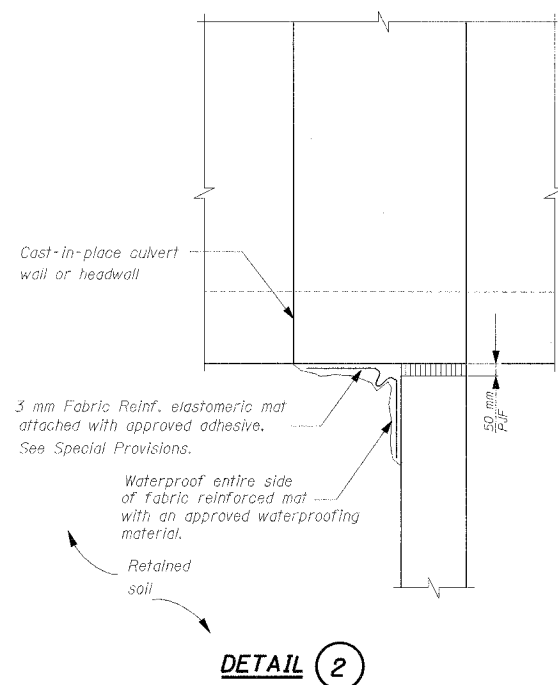 Cast-in-place culvert
wall or headwall
3 mm Fabric Reinf. elastomeric mat
attached with approved adhesive.
See Special Provisions.
50 mm
PJF
Waterproof entire side
of fabric reinforced mat
with an approved waterproofing
material.
Retained
soil
DETAIL 2